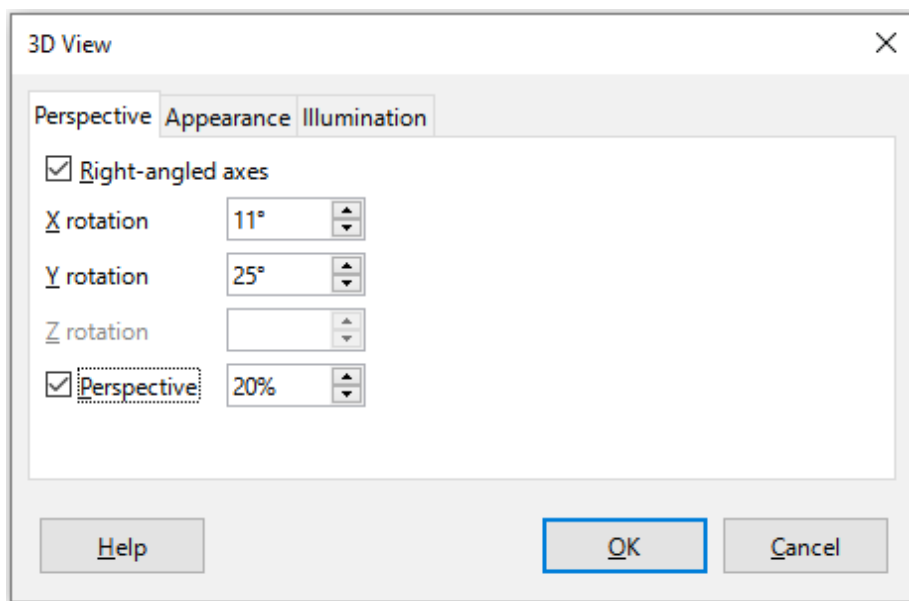 3D View
Perspective Appearance Illumination
Right-angled axes
X rotation 11°
Y rotation 25°
Z rotation
Perspective 20%
Help OK Cancel